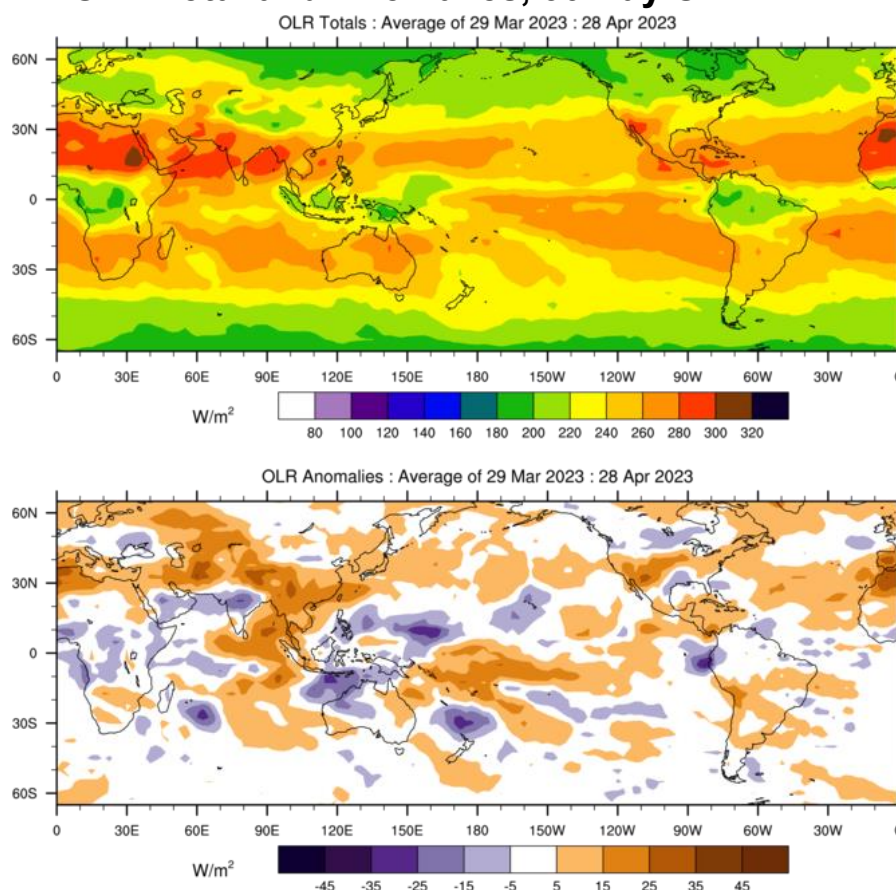 OLR Totals : Average of 29 Mar 2023 : 28 Apr 2023
60N
30N
0
30S
60S
0 30E 60E 90E 120E 150E 180 150W 120W 90W 60W 30W 0
W/m²
80 100 120 140 160 180 200 220 240 260 280 300 320
OLR Anomalies : Average of 29 Mar 2023 : 28 Apr 2023
60N
30N
0
30S
60S
0 30E 60E 90E 120E 150E 180 150W 120W 90W 60W 30W 0
W/m²
-45 -35 -25 -15 -5 5 15 25 35 45